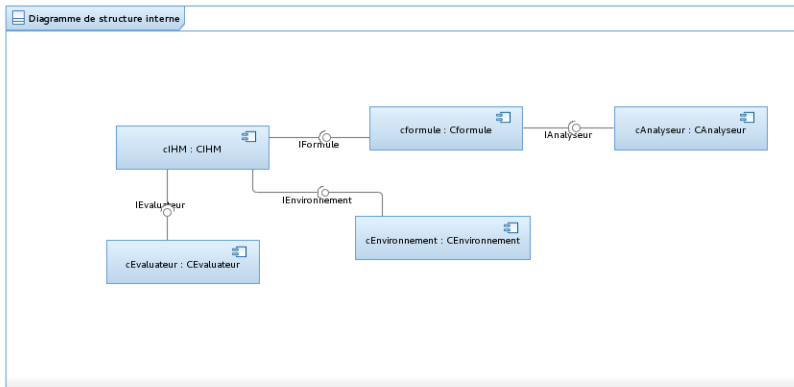 Diagramme de structure interne
cIHM : CIHM
IFormule
cformule : Cformule
IAnalyseur
cAnalyseur : CAnalyseur
IEvaluateur
IEnvironnement
cEnvironnement : CEnvironnement
cEvaluateur : CEvaluateur